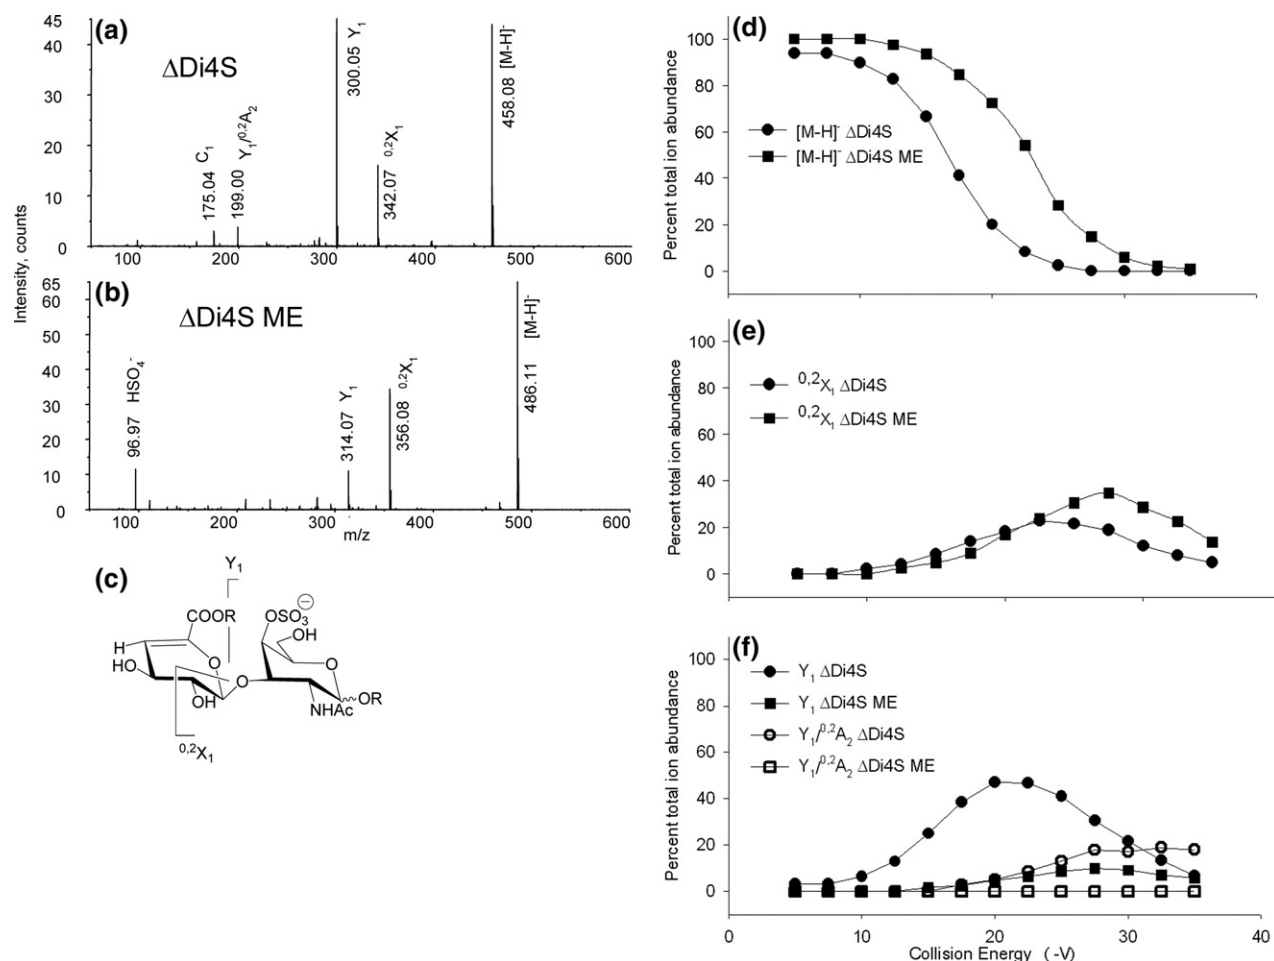 (a)
ΔDi4S
Intensity, counts
45
40
30
20
10
0
175.04 C₁
199.00 Y₁/⁰,²A₂
300.05 Y₁
342.07 ⁰,²X₁
458.08 [M-H]⁻
100 200 300 400 500 600
(b)
ΔDi4S ME
65
60
50
40
30
20
10
0
96.97 HSO₄⁻
314.07 Y₁
356.08 ⁰,²X₁
486.11 [M-H]⁻
100 200 300 400 500 600
m/z
(c)
Y₁
COOR
OSO₃⁻
OH
H
O
O
HO
O
OH
OR
NHAc
⁰,²X₁
(d)
Percent total ion abundance
100
80
60
40
20
0
[M-H]⁻ ΔDi4S
[M-H]⁻ ΔDi4S ME
(e)
Percent total ion abundance
100
80
60
40
20
0
⁰,²X₁ ΔDi4S
⁰,²X₁ ΔDi4S ME
(f)
Percent total ion abundance
100
80
60
40
20
0
Y₁ ΔDi4S
Y₁ ΔDi4S ME
Y₁/⁰,²A₂ ΔDi4S
Y₁/⁰,²A₂ ΔDi4S ME
0 10 20 30 40
Collision Energy (-V)